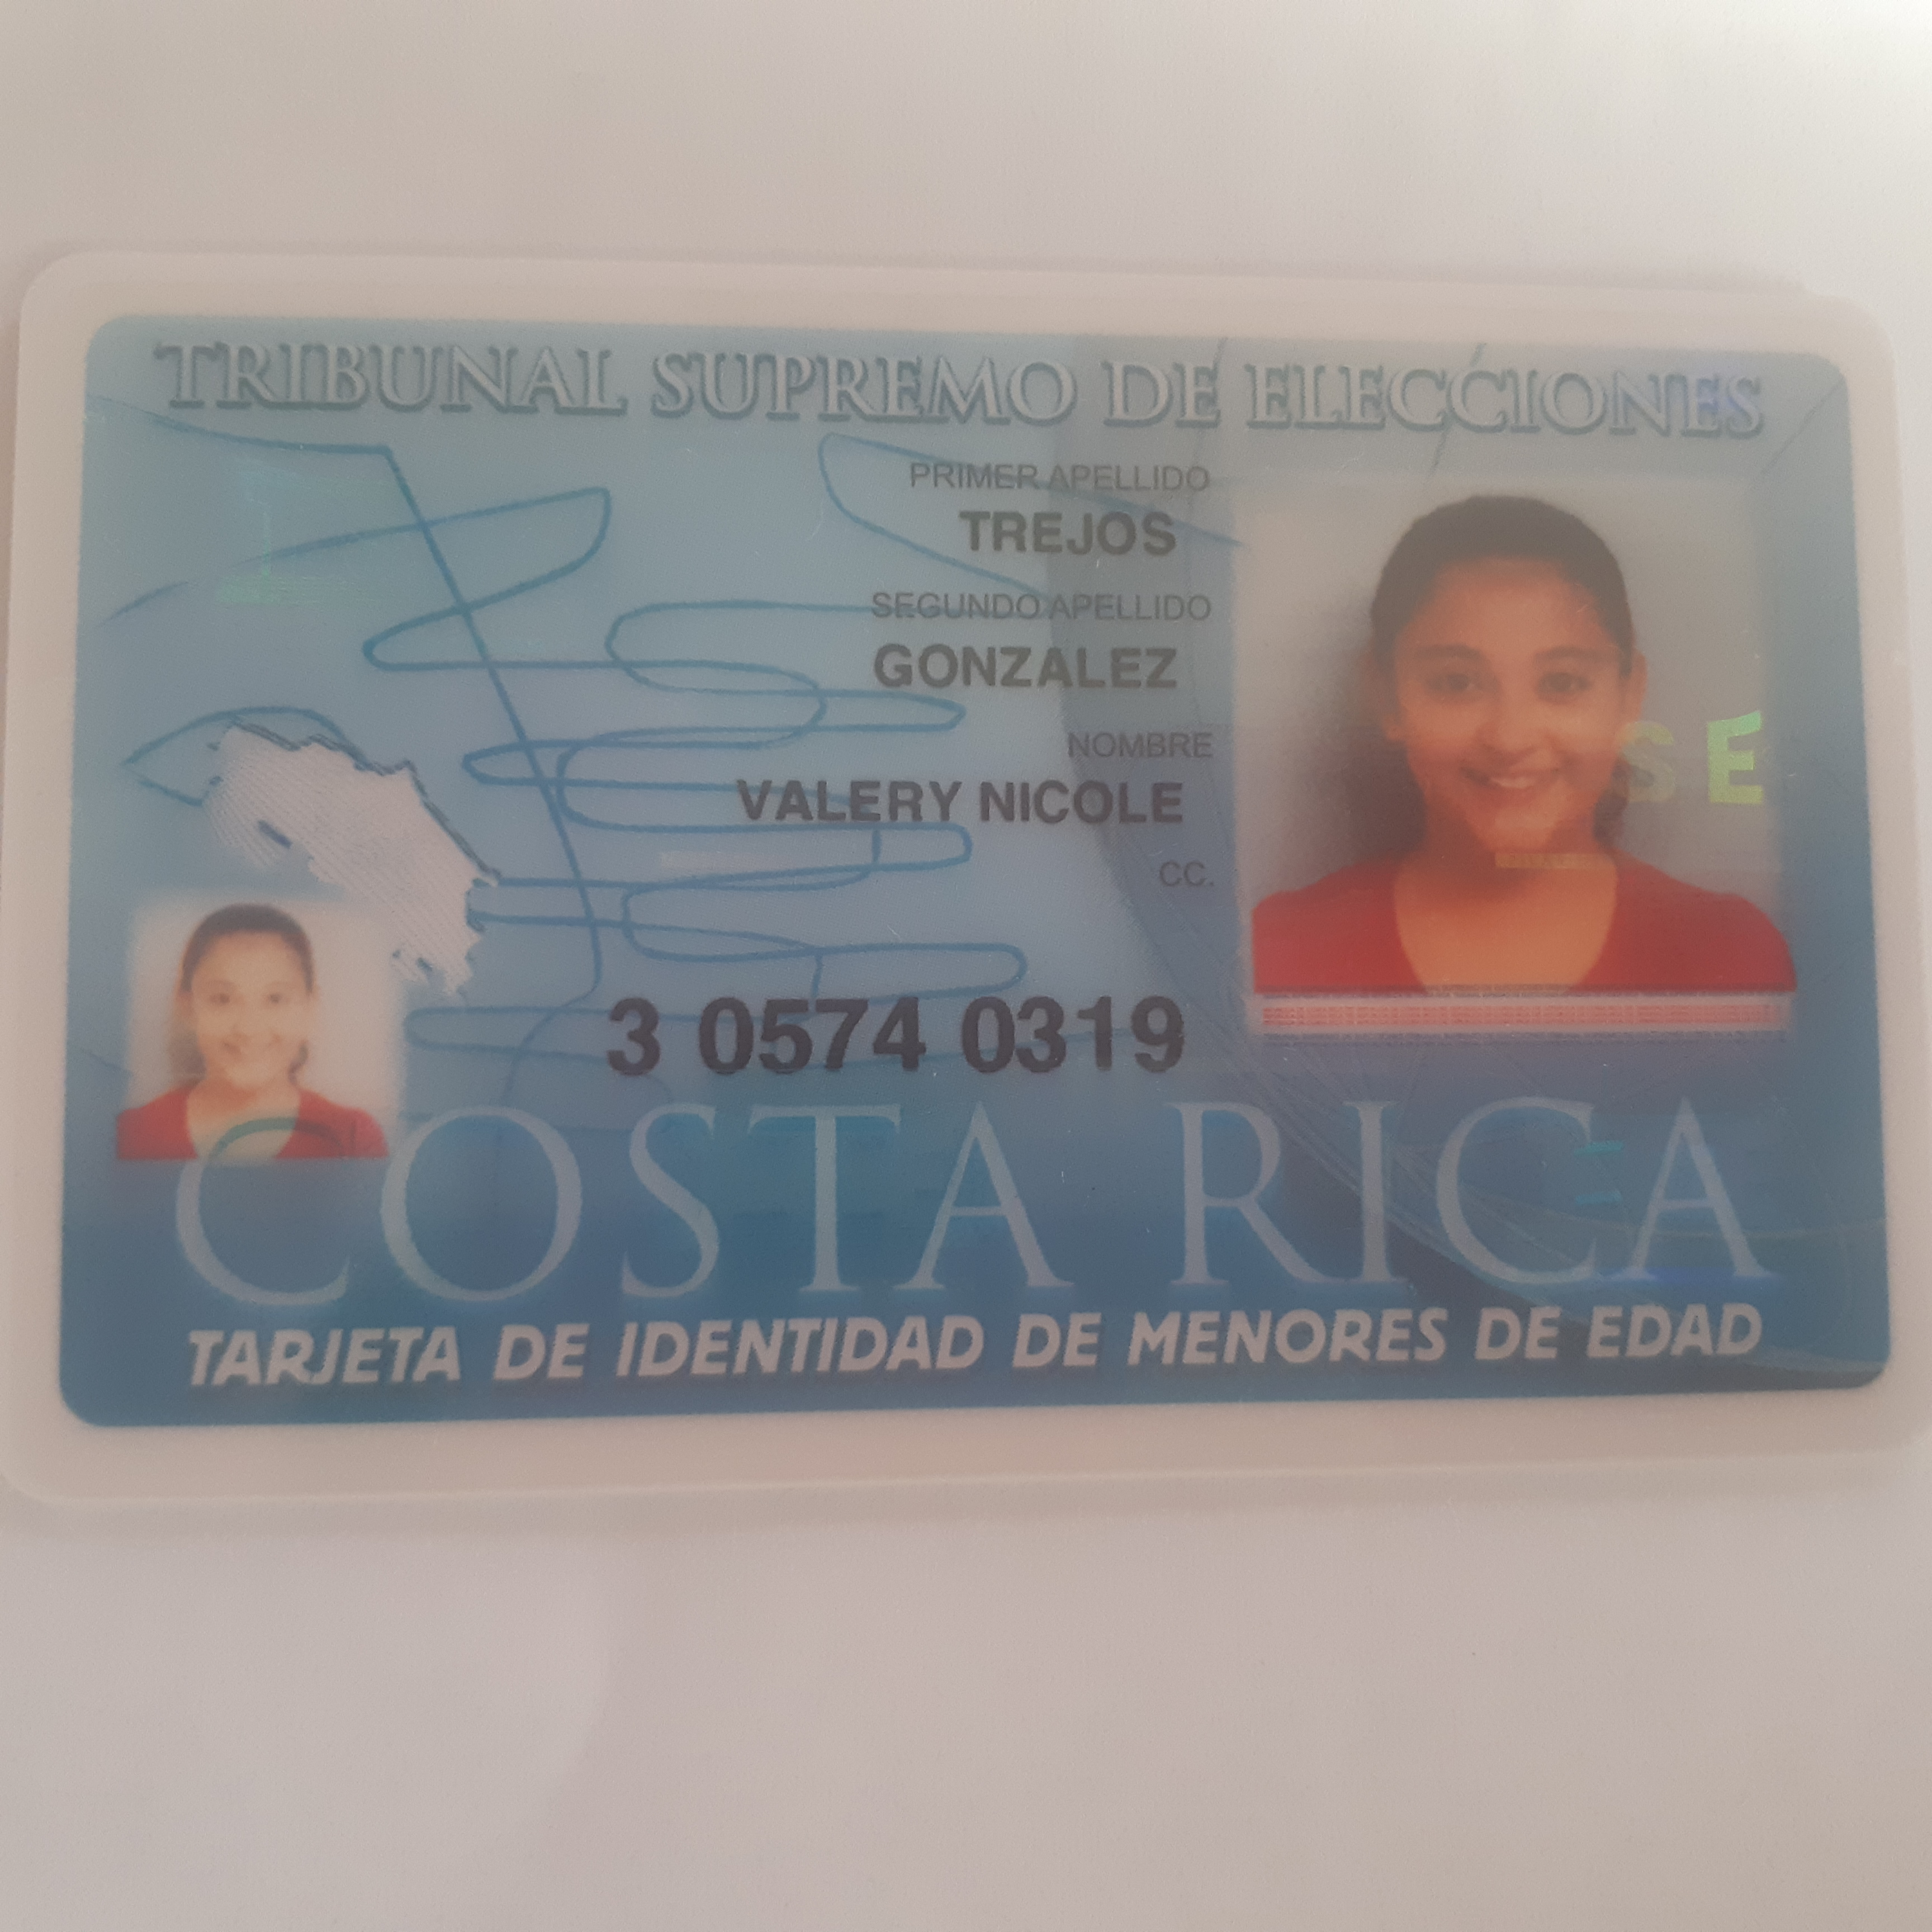 TRIBUNAL SUPREMO DE ELECCIONES
PRIMER APELLIDO
TREJOS
SEGUNDO APELLIDO
GONZALEZ
NOMBRE
VALERY NICOLE
CC.
3 0574 0319
SE
COSTA RICA
TARJETA DE IDENTIDAD DE MENORES DE EDAD